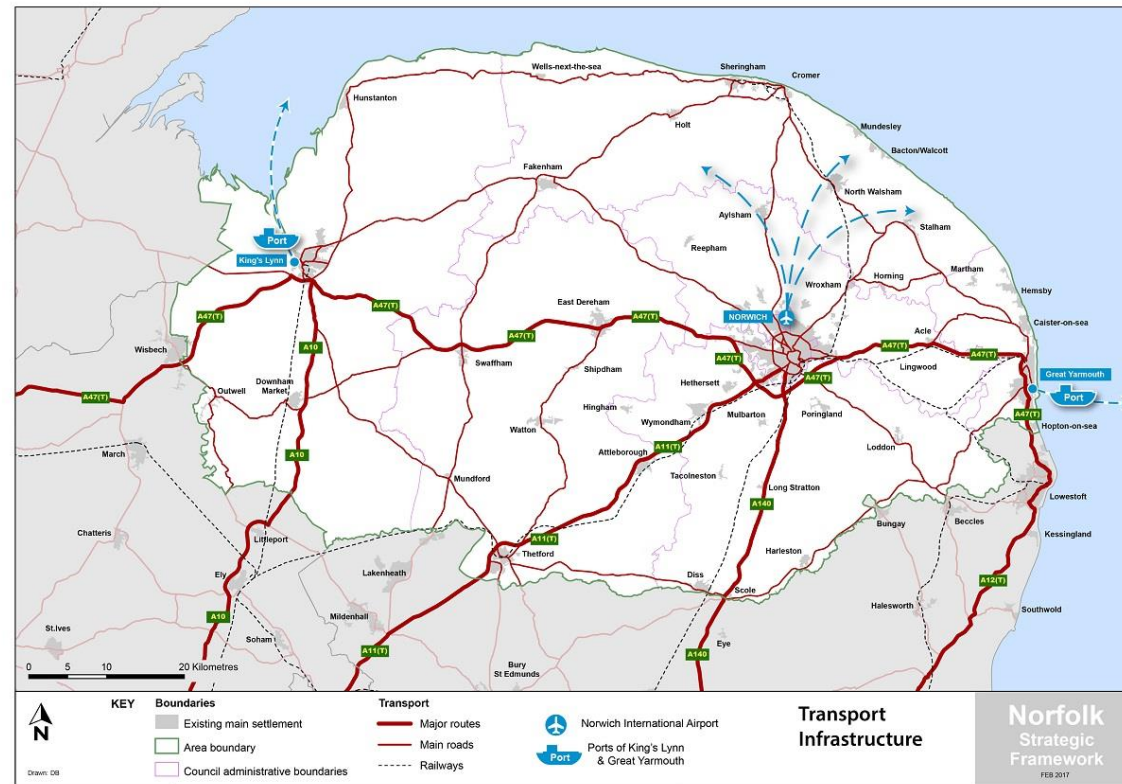 Wells-next-the-sea
Sheringham
Cromer
Hunstanton
Holt
Mundesley
Bacton/Walcott
Fakenham
North Walsham
Aylsham
Stalham
Port
King's Lynn
Reepham
Wroxham
Horning
Martham
Hemsby
East Dereham
NORWICH
A47(T)
A47(T)
A47(T)
Caister-on-sea
A47(T)
Acle
A47(T)
A47(T)
Wisbech
A10
Swaffham
A47(T)
Shipdham
Hethersett
A47(T)
Lingwood
Great Yarmouth
Port
A47(T)
Outwell
Downham
Market
Hingham
Wymondham
Mulbarton
Poringland
A47(T)
Hopton-on-sea
Watton
Loddon
March
A10
Attleborough
A11(T)
Tacolneston
Mundford
Long Stratton
Lowestoft
A140
Bungay
Beccles
Chatteris
Littleport
A11(T)
Thetford
Harleston
Kessingland
Ely
Lakenheath
Diss
Scole
A12(T)
A10
Mildenhall
Halesworth
Southwold
St.Ives
Soham
A11(T)
Eye
A140
Bury
St Edmunds
0 5 10 20 Kilometres
N
Drawn: DB
KEY
Boundaries
Existing main settlement
Area boundary
Council administrative boundaries
Transport
Major routes
Main roads
Railways
Norwich International Airport
Port
Ports of King's Lynn
& Great Yarmouth
Transport
Infrastructure
Norfolk
Strategic
Framework
FEB 2017